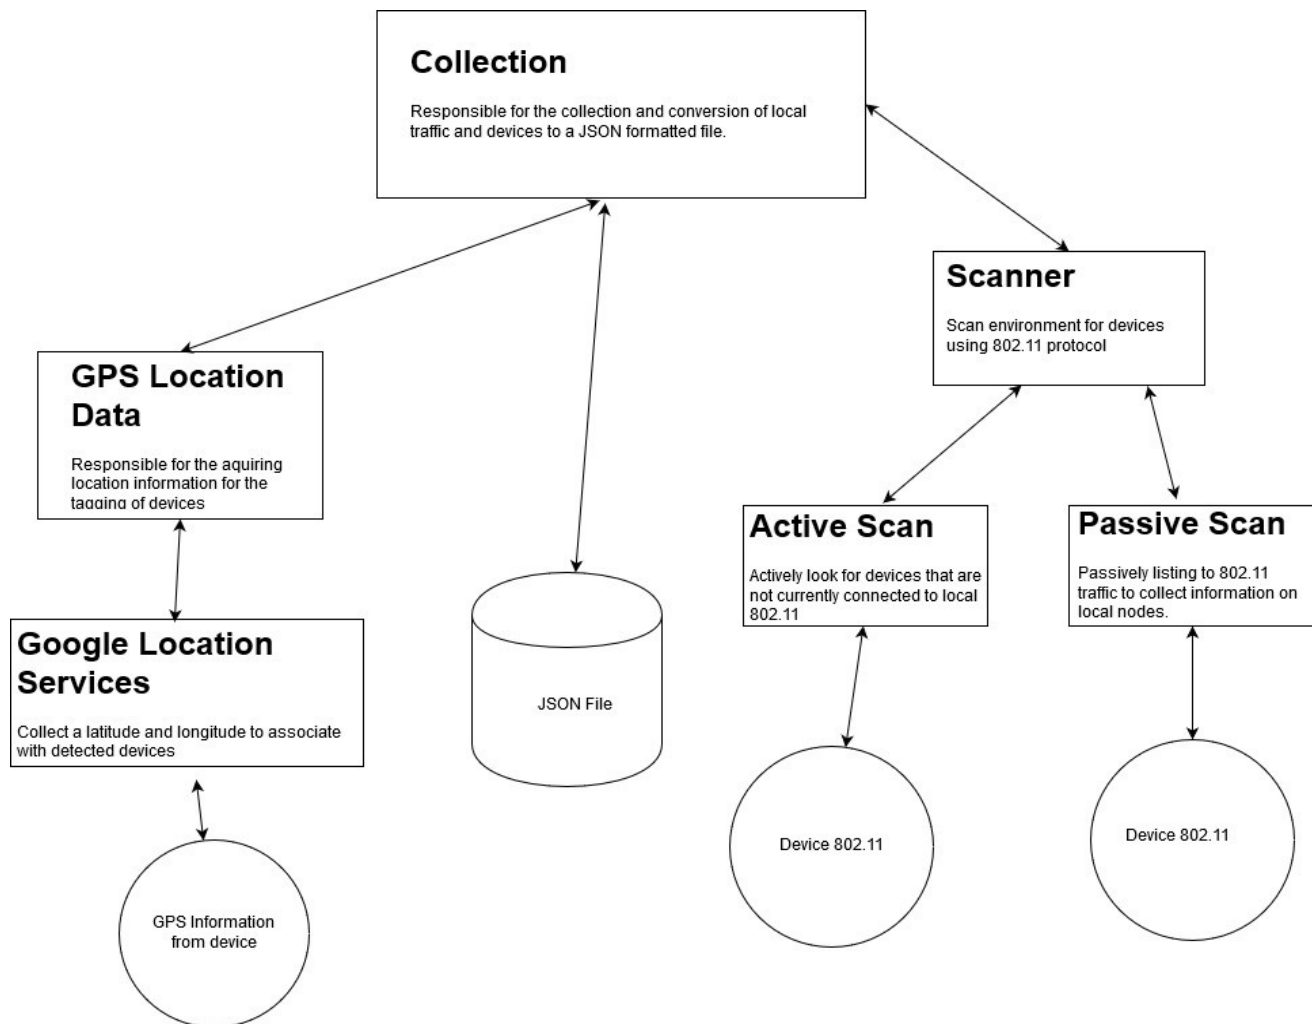 Collection
Responsible for the collection and conversion of local
traffic and devices to a JSON formatted file.
Scanner
Scan environment for devices
using 802.11 protocol
GPS Location
Data
Responsible for the aquiring
location information for the
tagging of devices
Active Scan
Actively look for devices that are
not currently connected to local
802.11
Passive Scan
Passively listing to 802.11
traffic to collect information on
local nodes.
Google Location
Services
Collect a latitude and longitude to associate
with detected devices
JSON File
Device 802.11
Device 802.11
GPS Information
from device